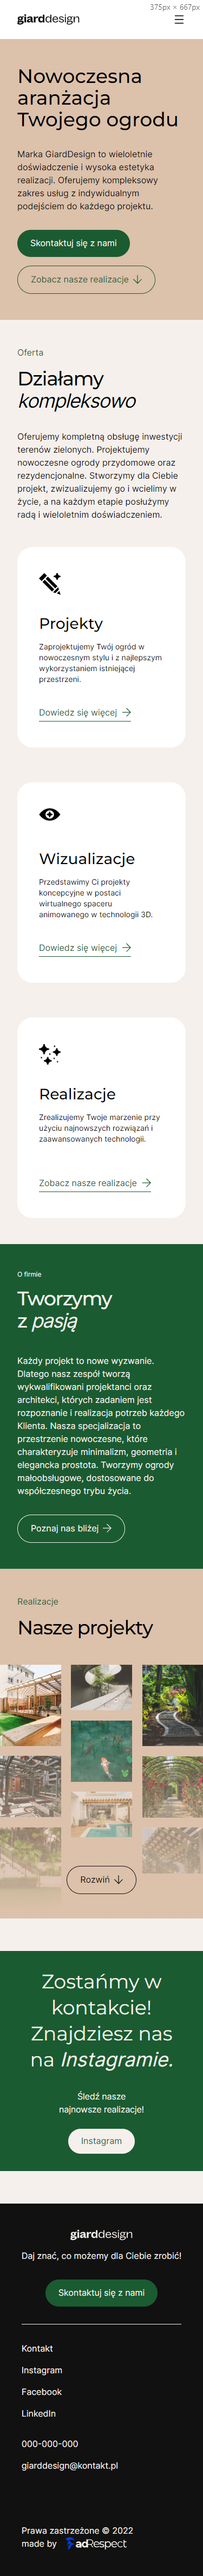 375px × 667px
giarddesign
Nowoczesna
aranżacja
Twojego ogrodu
Marka GiardDesign to wieloletnie
doświadczenie i wysoka estetyka
realizacji. Oferujemy kompleksowy
zakres usług z indywidualnym
podejściem do każdego projektu.
Skontaktuj się z nami
Zobacz nasze realizacje
Oferta
Działamy
kompleksowo
Oferujemy kompletną obsługę inwestycji
terenów zielonych. Projektujemy
nowoczesne ogrody przydomowe oraz
rezydencjonalne. Stworzymy dla Ciebie
projekt, zwizualizujemy go i wcielimy w
życie, a na każdym etapie posłużymy
radą i wieloletnim doświadczeniem.
Projekty
Zaprojektujemy Twój ogród w
nowoczesnym stylu i z najlepszym
wykorzystaniem istniejącej
przestrzeni.
Dowiedz się więcej
Wizualizacje
Przedstawimy Ci projekty
koncepcyjne w postaci
wirtualnego spaceru
animowanego w technologii 3D.
Dowiedz się więcej
Realizacje
Zrealizujemy Twoje marzenie przy
użyciu najnowszych rozwiązań i
zaawansowanych technologii.
Zobacz nasze realizacje
O firmie
Tworzymy
z pasją
Każdy projekt to nowe wyzwanie.
Dlatego nasz zespół tworzą
wykwalifikowani projektanci oraz
architekci, których zadaniem jest
rozpoznanie i realizacja potrzeb każdego
Klienta. Nasza specjalizacja to
przestrzenie nowoczesne, które
charakteryzuje minimalizm, geometria i
elegancka prostota. Tworzymy ogrody
małoobsługowe, dostosowane do
współczesnego trybu życia.
Poznaj nas bliżej
Realizacje
Nasze projekty
Rozwiń
Zostańmy w
kontakcie!
Znajdziesz nas
na Instagramie.
Śledź nasze
najnowsze realizacje!
Instagram
giarddesign
Daj znać, co możemy dla Ciebie zrobić!
Skontaktuj się z nami
Kontakt
Instagram
Facebook
LinkedIn
000-000-000
giarddesign@kontakt.pl
Prawa zastrzeżone © 2022
made by adRespect